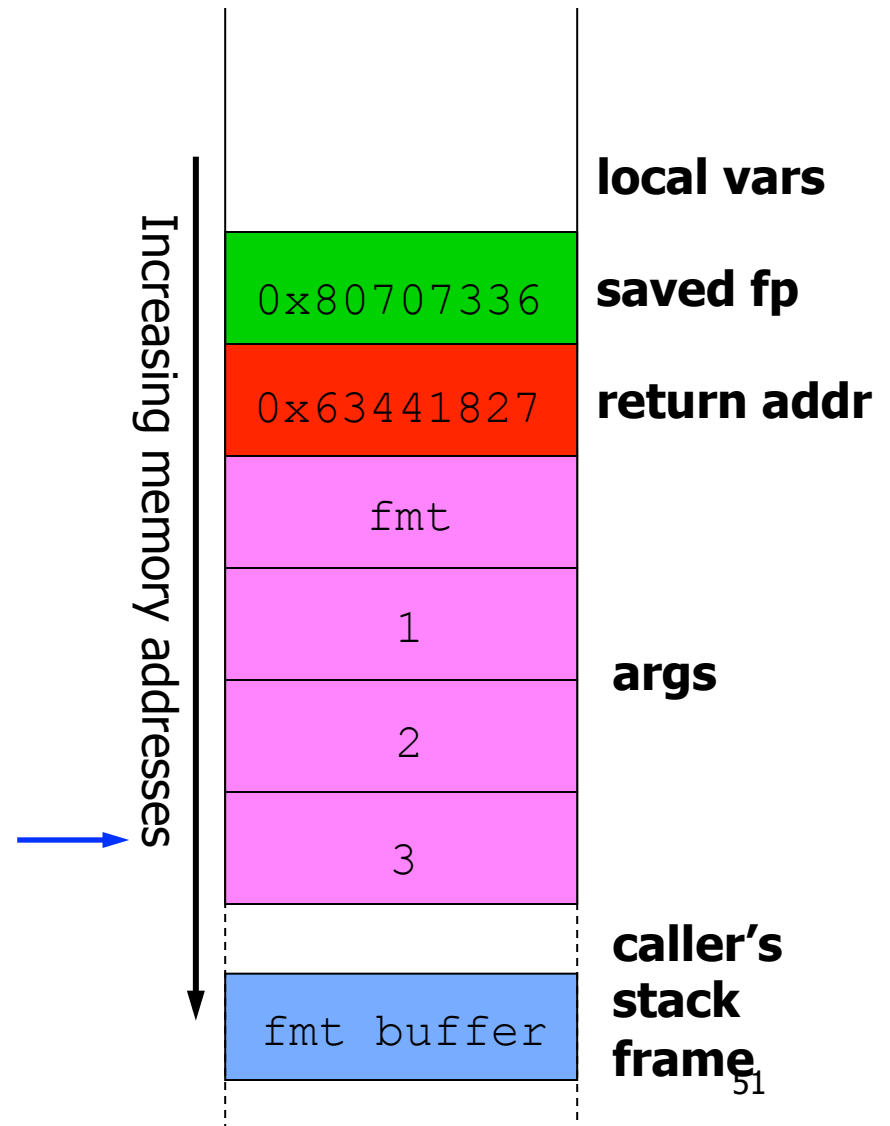 local vars
Increasing memory addresses
0x80707336
saved fp
0x63441827
return addr
fmt
1
args
2
3
caller’s
stack
frame
fmt buffer
51